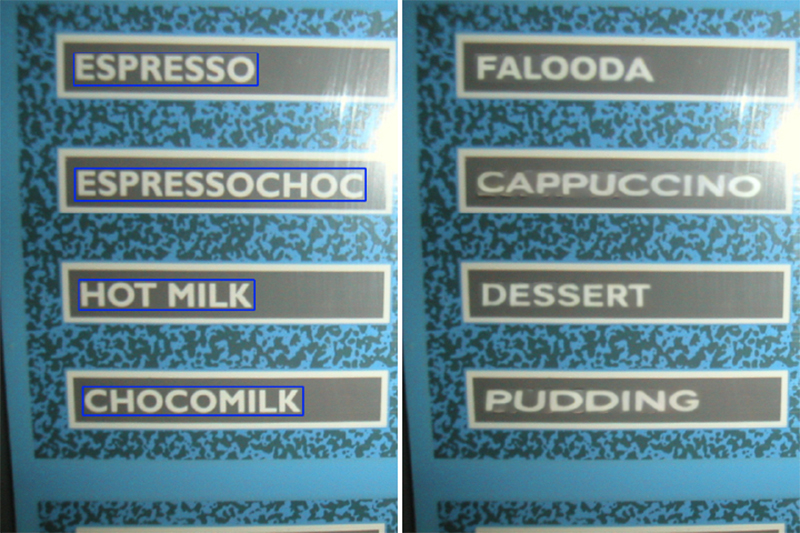 ESPRESSO
ESPRESSOCHOC
HOT MILK
CHOCOMILK
FALOODA
CAPPUCCINO
DESSERT
PUDDING